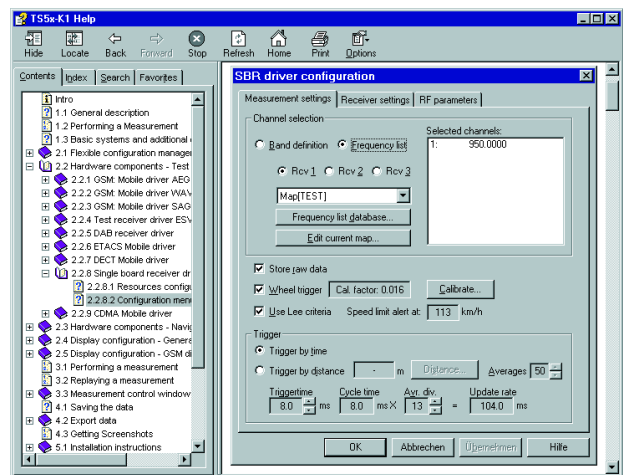 TS5x-K1 Help
Hide Locate Back Forward Stop Refresh Home Print Options
Contents Index Search Favorites
Intro
1.1 General description
1.2 Performing a Measurement
1.3 Basic systems and additional
2.1 Flexible configuration manager
2.2 Hardware components - Test
2.2.1 GSM: Mobile driver AEG
2.2.2 GSM: Mobile driver WAV
2.2.3 GSM: Mobile driver SAG
2.2.4 Test receiver driver ESV
2.2.5 DAB receiver driver
2.2.6 ETACS Mobile driver
2.2.7 DECT Mobile driver
2.2.8 Single board receiver dr
2.2.8.1 Resources configu
2.2.8.2 Configuration menu
2.2.9 CDMA Mobile driver
2.3 Hardware components - Navig
2.4 Display configuration - Genera
2.5 Display configuration - GSM di
3.1 Performing a measurement
3.2 Replaying a measurement
3.3 Measurement control window
4.1 Saving the data
4.2 Export data
4.3 Getting Screenshots
5.1 Installation instructions
SBR driver configuration
Measurement settings Receiver settings RF parameters
Channel selection
Band definition Frequency list
Selected channels:
1: 950.0000
Rcv 1 Rcv 2 Rcv 3
Map[TEST]
Frequency list database...
Edit current map...
Store raw data
Wheel trigger Cal. factor: 0.016 Calibrate...
Use Lee criteria Speed limit alert at: 113 km/h
Trigger
Trigger by time
Trigger by distance - m Distance... Averages 50
Triggertime Cycle time Avr. div. Update rate
8.0 ms 8.0 ms X 13 = 104.0 ms
OK Abbrechen Übernehmen Hilfe